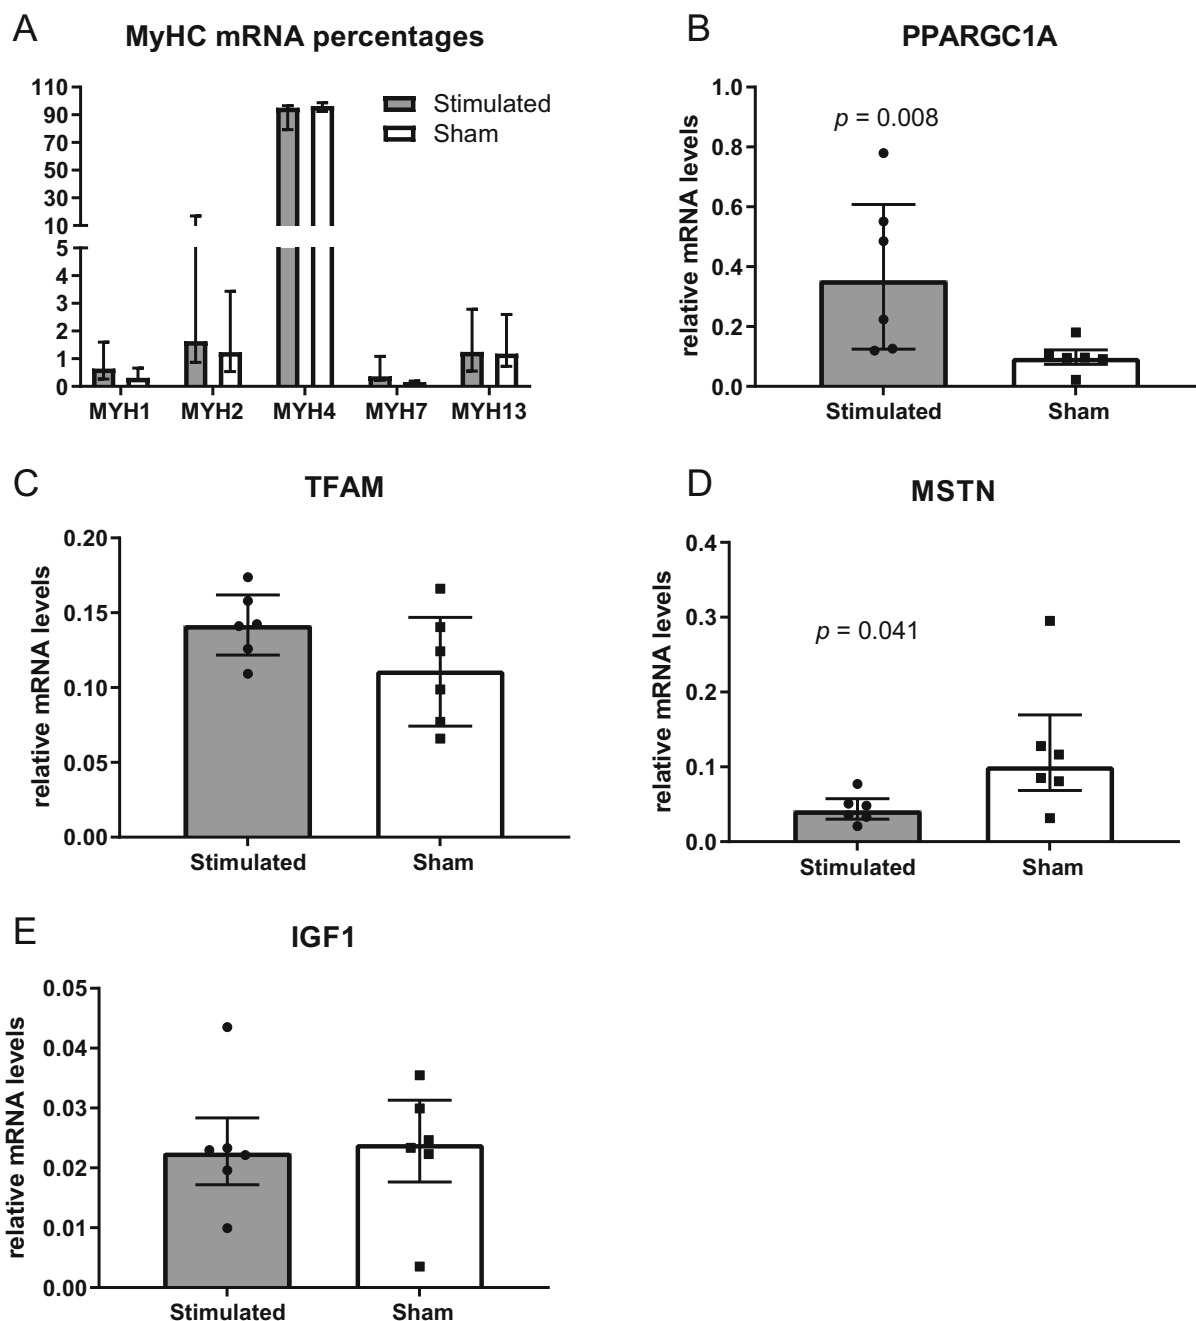 A
MyHC mRNA percentages
110
90
70
50
30
10
5
4
3
2
1
0
Stimulated
Sham
MYH1 MYH2 MYH4 MYH7 MYH13
B
PPARGC1A
relative mRNA levels
1.0
0.8
0.6
0.4
0.2
0.0
p = 0.008
Stimulated Sham
C
TFAM
relative mRNA levels
0.20
0.15
0.10
0.05
0.00
Stimulated Sham
D
MSTN
relative mRNA levels
0.4
0.3
0.2
0.1
0.0
p = 0.041
Stimulated Sham
E
IGF1
relative mRNA levels
0.05
0.04
0.03
0.02
0.01
0.00
Stimulated Sham